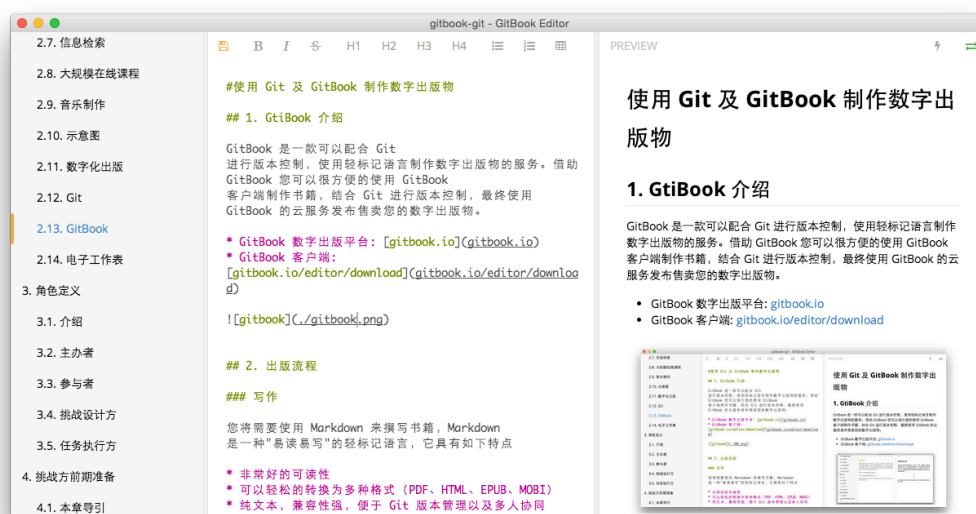 gitbook-git - GitBook Editor
2.7. 信息检索
2.8. 大规模在线课程
2.9. 音乐制作
2.10. 示意图
2.11. 数字化出版
2.12. Git
2.13. GitBook
2.14. 电子工作表
3. 角色定义
3.1. 介绍
3.2. 主办者
3.3. 参与者
3.4. 挑战设计方
3.5. 任务执行方
4. 挑战方前期准备
4.1. 本章导引
B I S H1 H2 H3 H4
#使用 Git 及 GitBook 制作数字出版物
## 1. GtiBook 介绍
GitBook 是一款可以配合 Git
进行版本控制，使用轻标记语言制作数字出版物的服务。借助
GitBook 您可以很方便的使用 GitBook
客户端制作书籍，结合 Git 进行版本控制，最终使用
GitBook 的云服务发布售卖您的数字出版物。
* GitBook 数字出版平台: [gitbook.io](gitbook.io)
* GitBook 客户端:
[gitbook.io/editor/download](gitbook.io/editor/downloa
d)
![gitbook](./gitbook.png)
## 2. 出版流程
### 写作
您将需要使用 Markdown 来撰写书籍，Markdown
是一种"易读易写"的轻标记语言，它具有如下特点
* 非常好的可读性
* 可以轻松的转换为多种格式（PDF、HTML、EPUB、MOBI）
* 纯文本，兼容性强，便于 Git 版本管理以及多人协同
PREVIEW
使用 Git 及 GitBook 制作数字出
版物
1. GtiBook 介绍
GitBook 是一款可以配合 Git 进行版本控制，使用轻标记语言制作
数字出版物的服务。借助 GitBook 您可以很方便的使用 GitBook
客户端制作书籍，结合 Git 进行版本控制，最终使用 GitBook 的云
服务发布售卖您的数字出版物。
• GitBook 数字出版平台: gitbook.io
• GitBook 客户端: gitbook.io/editor/download
使用 Git 及 GitBook 制作数字出
版物
1. GtiBook 介绍